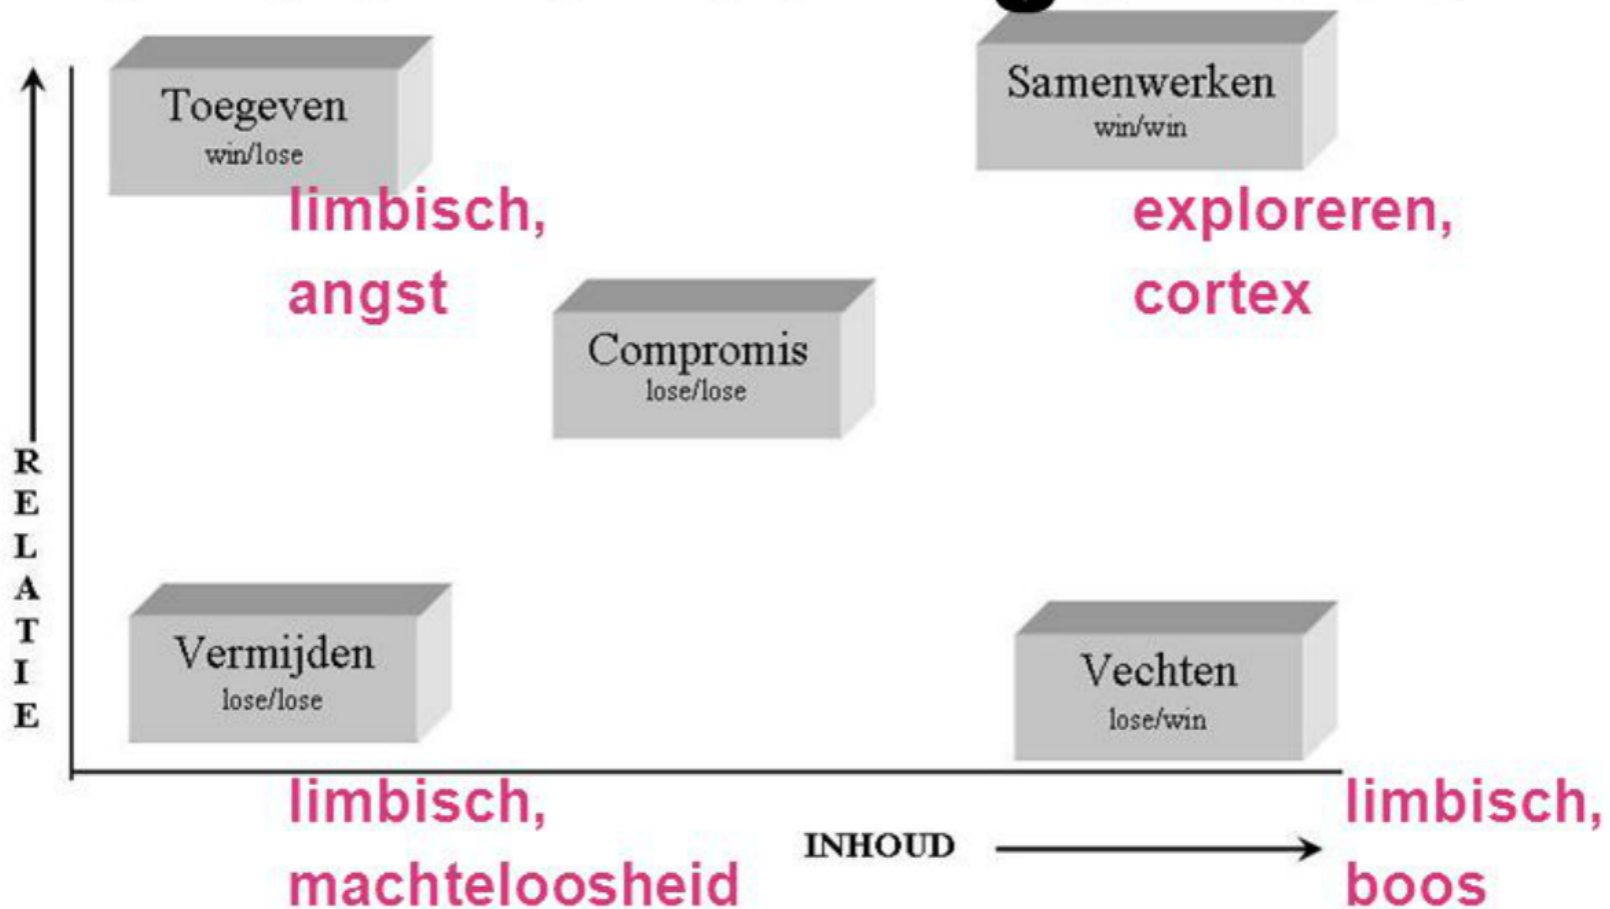 Toegeven
win/lose
limbisch,
angst
Samenwerken
win/win
exploreren,
cortex
Compromis
lose/lose
RELATIE
Vermijden
lose/lose
limbisch,
machteloosheid
Vechten
lose/win
limbisch,
boos
INHOUD